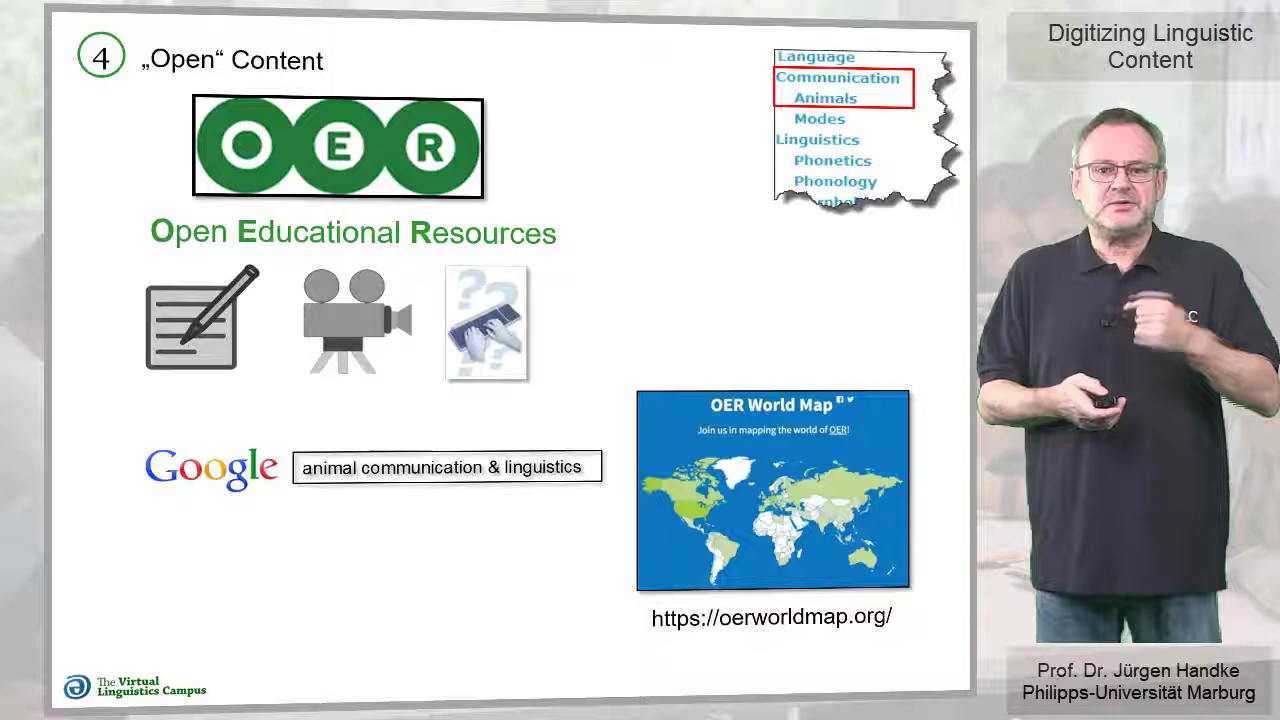 4
„Open“ Content
OER
Open Educational Resources
Google
animal communication & linguistics
Language
Communication
Animals
Modes
Linguistics
Phonetics
Phonology
OER World Map
Join us in mapping the world of OER!
https://oerworldmap.org/
The Virtual
Linguistics Campus
Digitizing Linguistic
Content
C
Prof. Dr. Jürgen Handke
Philipps-Universität Marburg